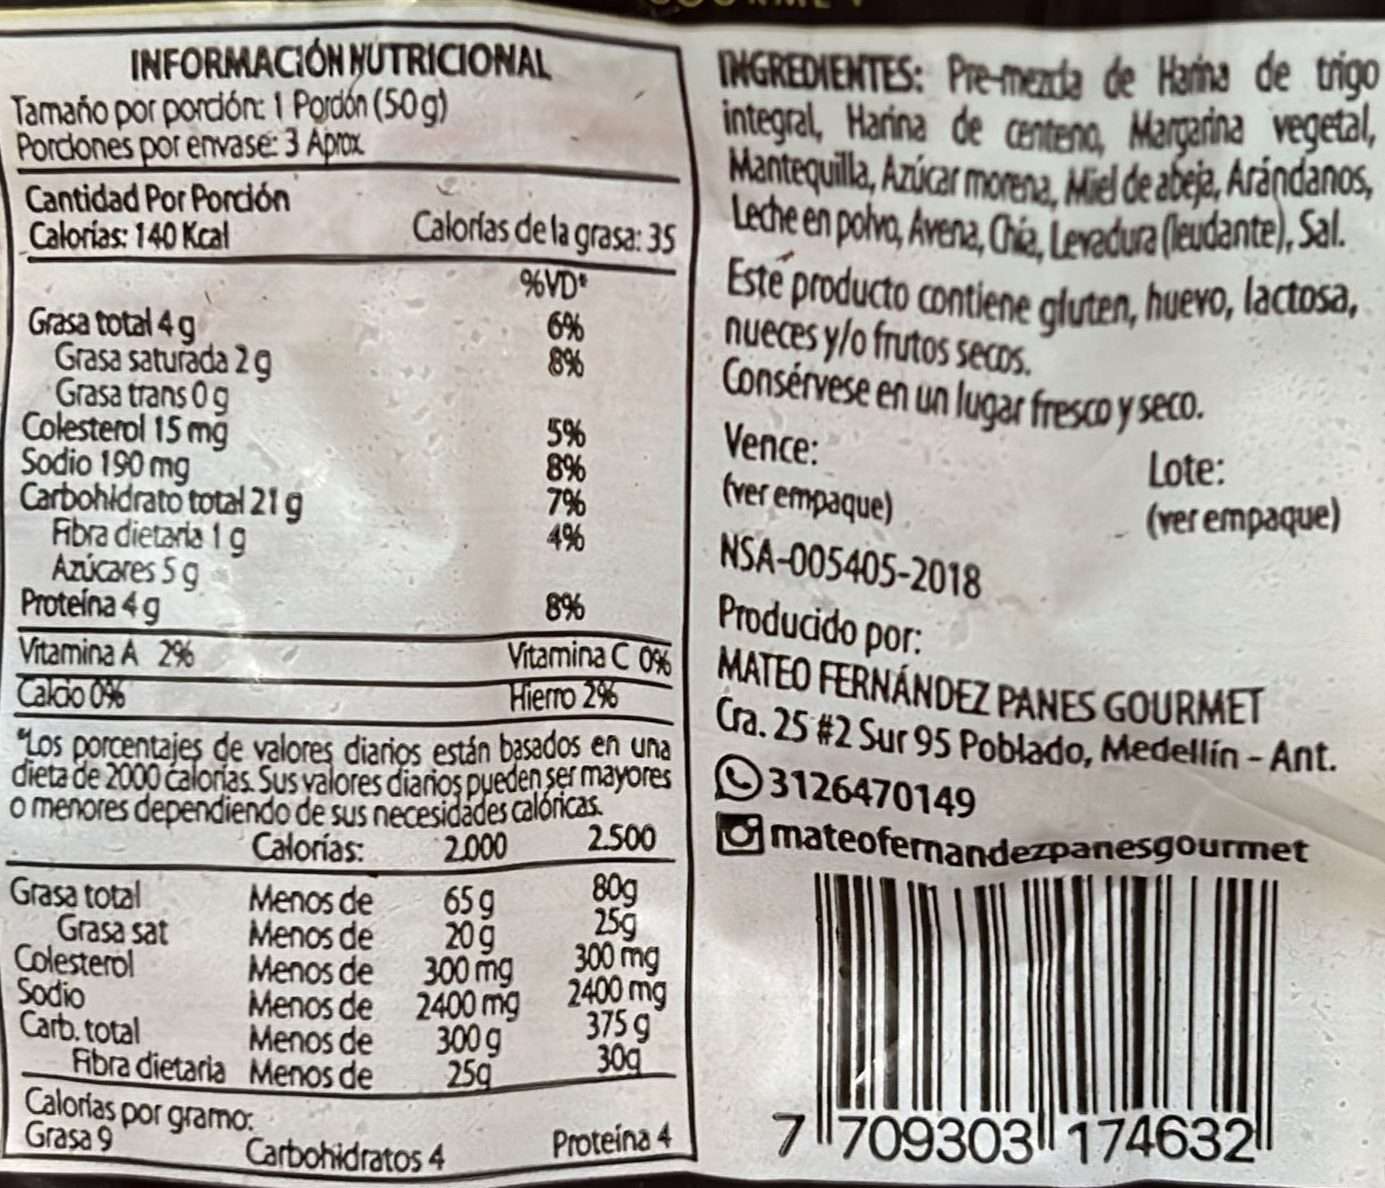 INFORMACIÓN NUTRICIONAL
Tamaño por porción: 1 Porción (50 g)
Porciones por envase: 3 Aprox.
Cantidad Por Porción
Calorías: 140 Kcal Calorías de la grasa: 35
%VD*
Grasa total 4 g 6%
Grasa saturada 2 g 8%
Grasa trans 0 g
Colesterol 15 mg 5%
Sodio 190 mg 8%
Carbohidrato total 21 g 7%
Fibra dietaria 1 g 4%
Azúcares 5 g
Proteína 4 g 8%
Vitamina A 2% Vitamina C 0%
Calcio 0% Hierro 2%
*Los porcentajes de valores diarios están basados en una
dieta de 2000 calorías. Sus valores diarios pueden ser mayores
o menores dependiendo de sus necesidades calóricas.
Calorías: 2.000 2.500
Grasa total Menos de 65 g 80g
Grasa sat Menos de 20 g 25g
Colesterol Menos de 300 mg 300 mg
Sodio Menos de 2400 mg 2400 mg
Carb. total Menos de 300 g 375 g
Fibra dietaria Menos de 25g 30g
Calorías por gramo:
Grasa 9 Carbohidratos 4 Proteína 4
INGREDIENTES: Pre-mezcla de Harina de trigo
integral, Harina de centeno, Margarina vegetal,
Mantequilla, Azúcar morena, Miel de abeja, Arándanos,
Leche en polvo, Avena, Chía, Levadura (leudante), Sal.
Este producto contiene gluten, huevo, lactosa,
nueces y/o frutos secos.
Consérvese en un lugar fresco y seco.
Vence: Lote:
(ver empaque) (ver empaque)
NSA-005405-2018
Producido por:
MATEO FERNÁNDEZ PANES GOURMET
Cra. 25 #2 Sur 95 Poblado, Medellín - Ant.
3126470149
mateofernandezpanesgourmet
7 709303 174632